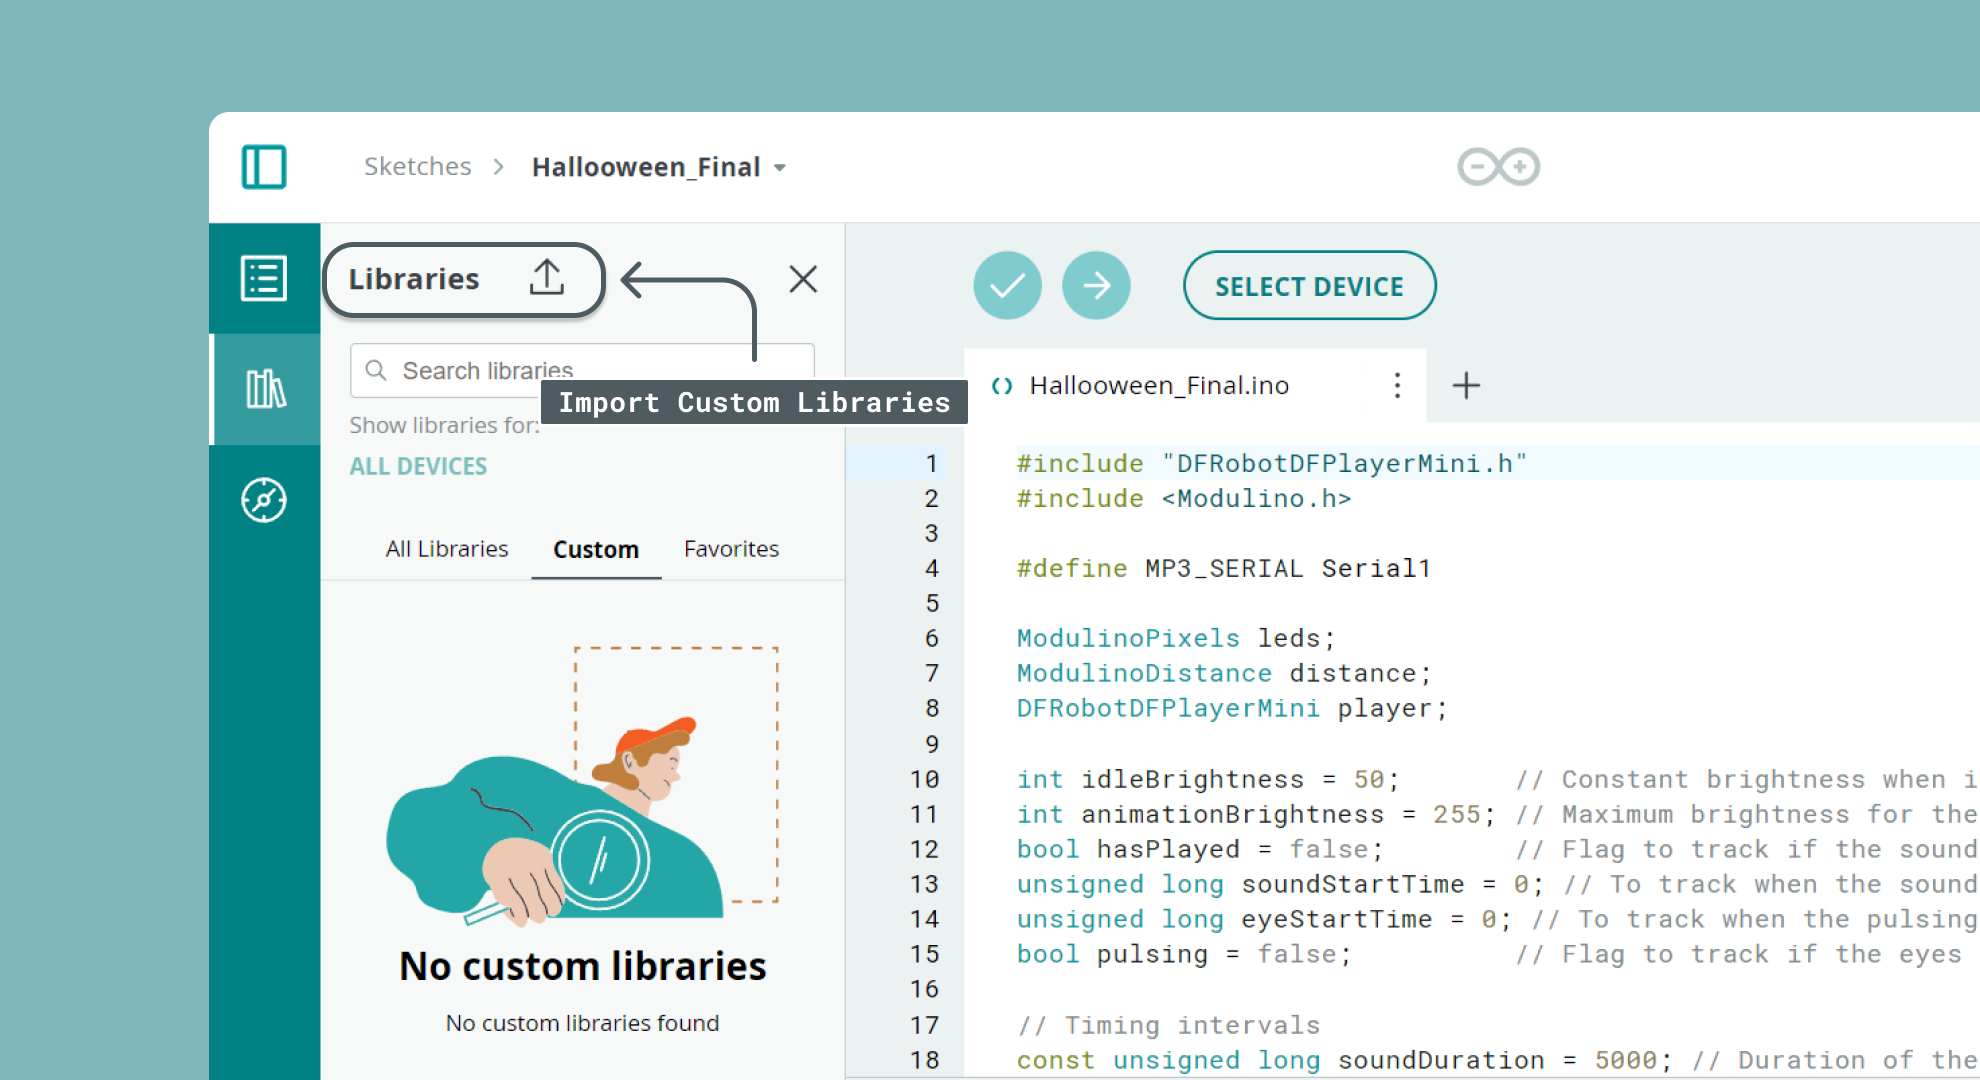 Sketches > Hallooween_Final
Libraries
Search libraries
Import Custom Libraries
Show libraries for:
ALL DEVICES
All Libraries Custom Favorites
No custom libraries
No custom libraries found
SELECT DEVICE
Hallooween_Final.ino
1 #include "DFRobotDFPlayerMini.h"
2 #include <Modulino.h>
3
4 #define MP3_SERIAL Serial1
5
6 ModulinoPixels leds;
7 ModulinoDistance distance;
8 DFRobotDFPlayerMini player;
9
10 int idleBrightness = 50; // Constant brightness when i
11 int animationBrightness = 255; // Maximum brightness for the
12 bool hasPlayed = false; // Flag to track if the sound
13 unsigned long soundStartTime = 0; // To track when the sound
14 unsigned long eyeStartTime = 0; // To track when the pulsing
15 bool pulsing = false; // Flag to track if the eyes
16
17 // Timing intervals
18 const unsigned long soundDuration = 5000; // Duration of the